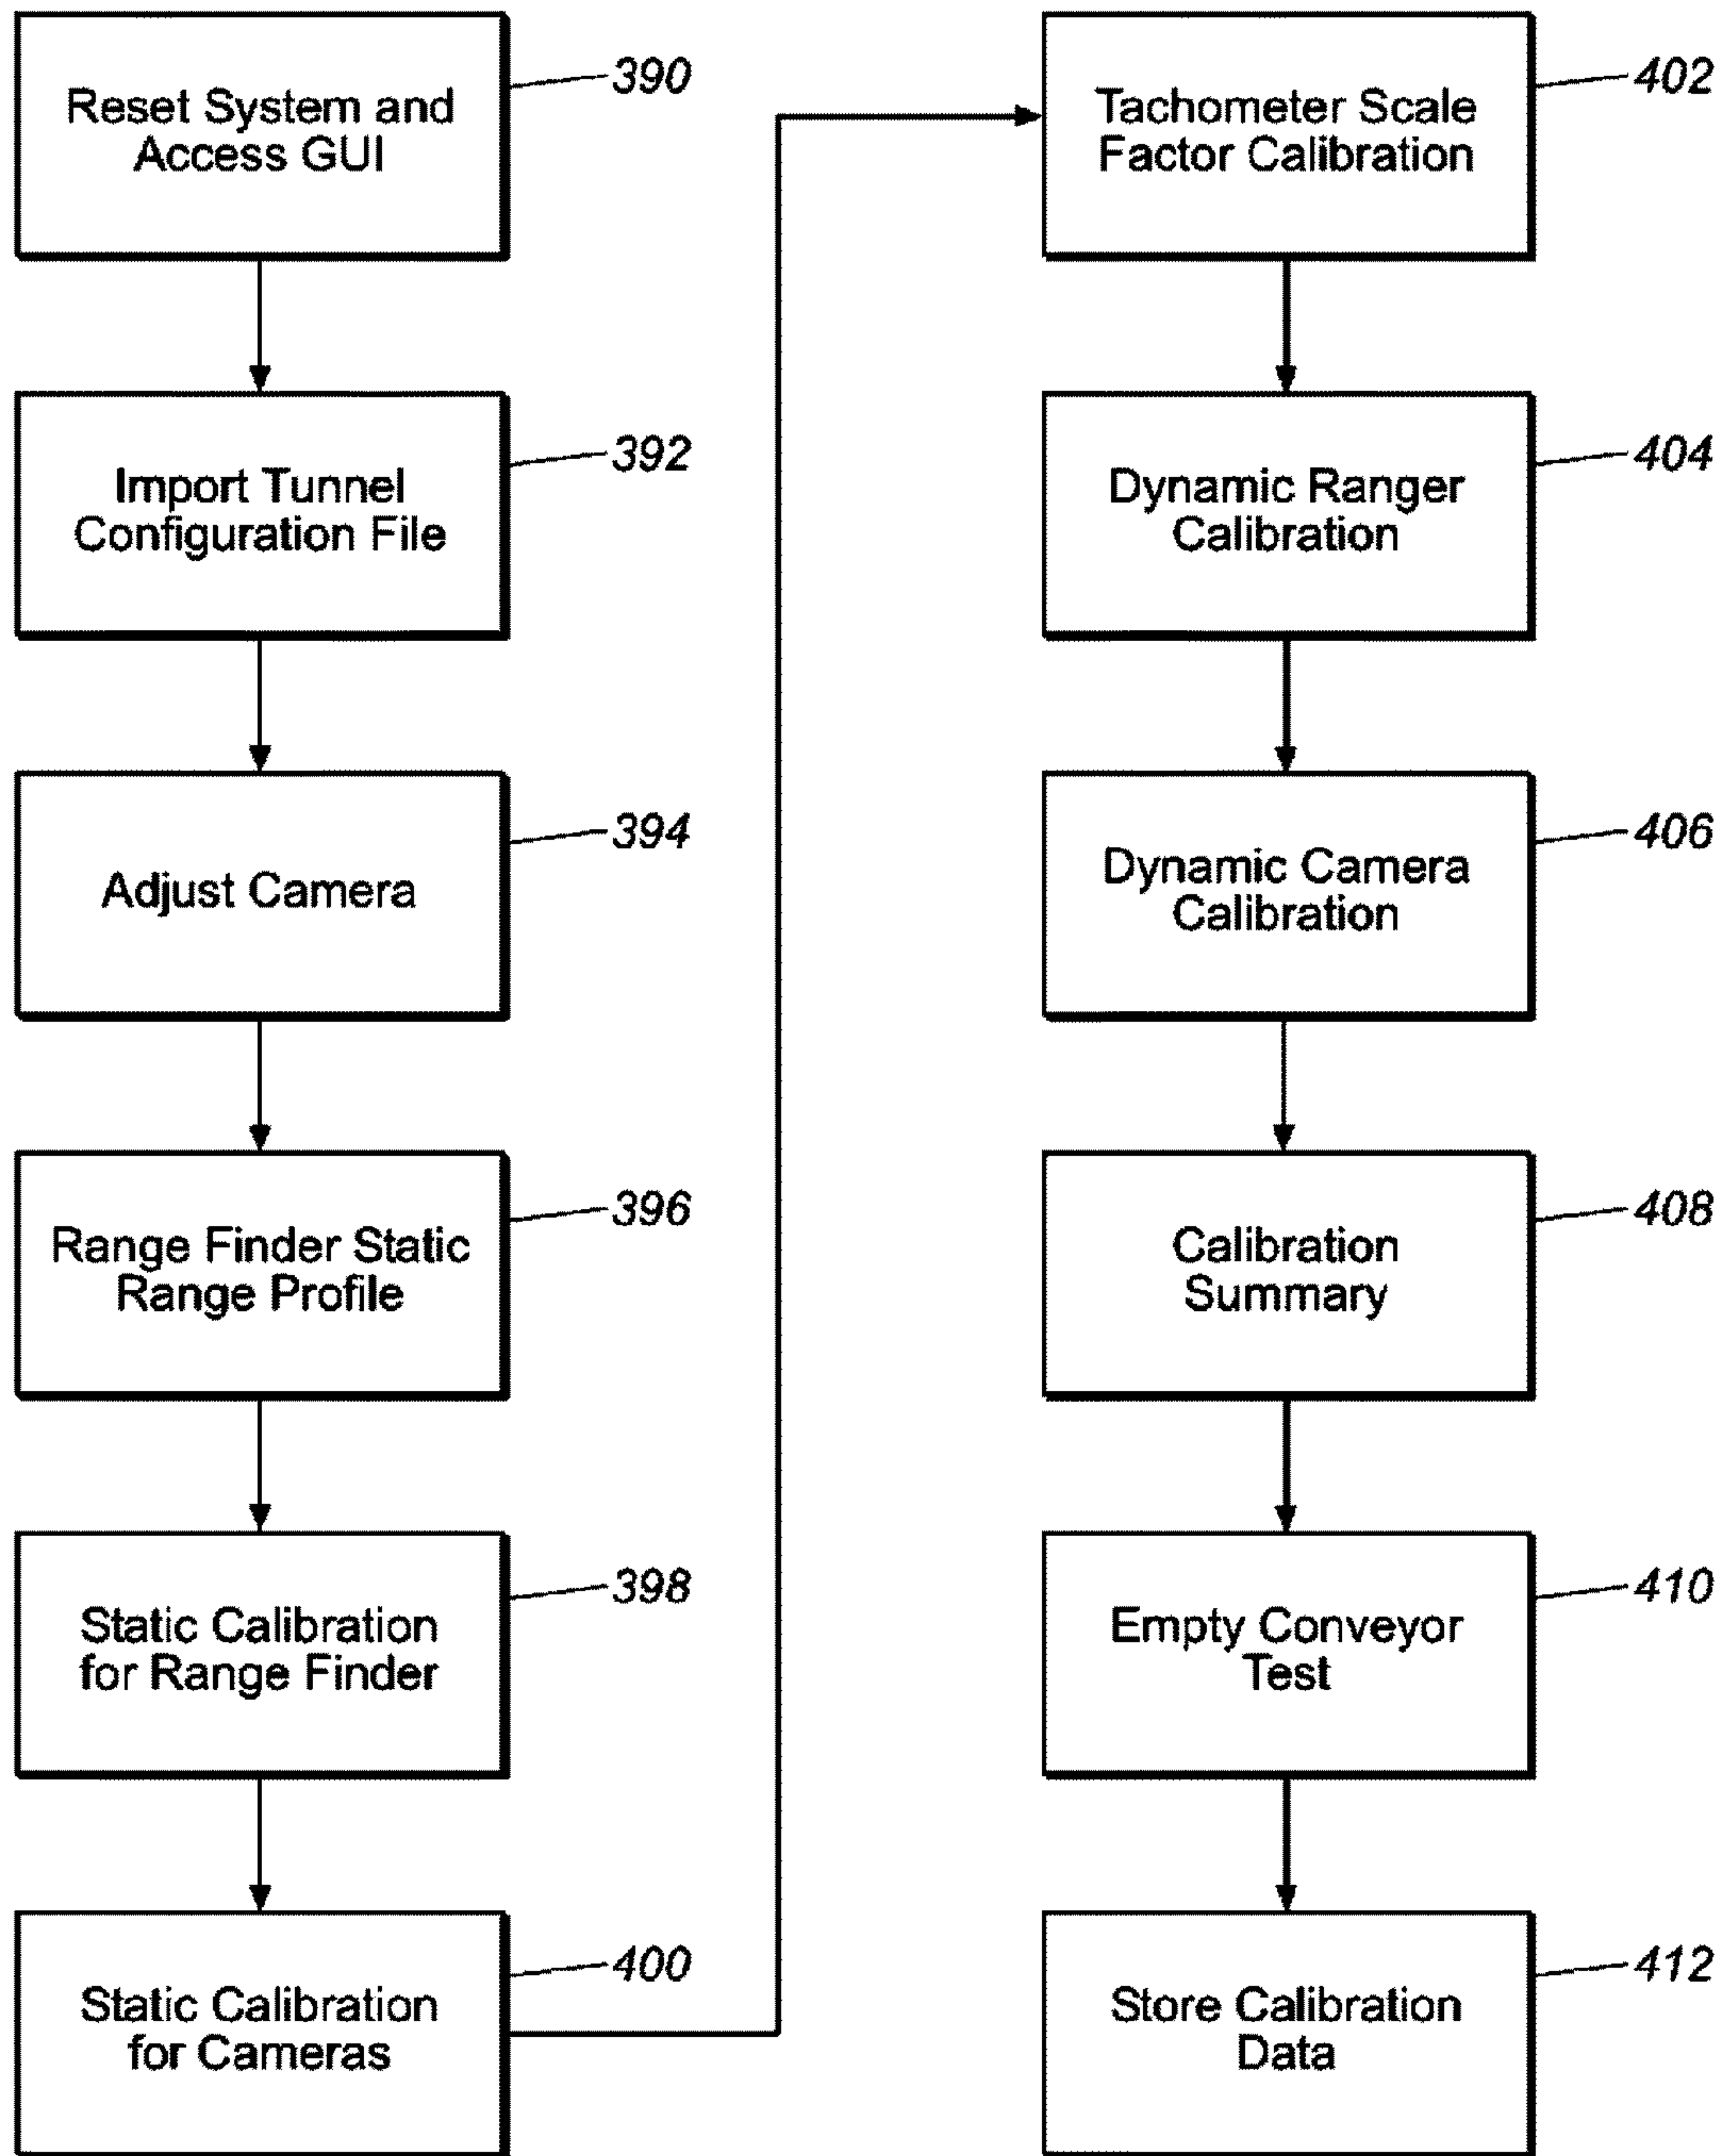 Reset System and
Access GUI
390
Import Tunnel
Configuration File
392
Adjust Camera
394
Range Finder Static
Range Profile
396
Static Calibration
for Range Finder
398
Static Calibration
for Cameras
400
Tachometer Scale
Factor Calibration
402
Dynamic Ranger
Calibration
404
Dynamic Camera
Calibration
406
Calibration
Summary
408
Empty Conveyor
Test
410
Store Calibration
Data
412